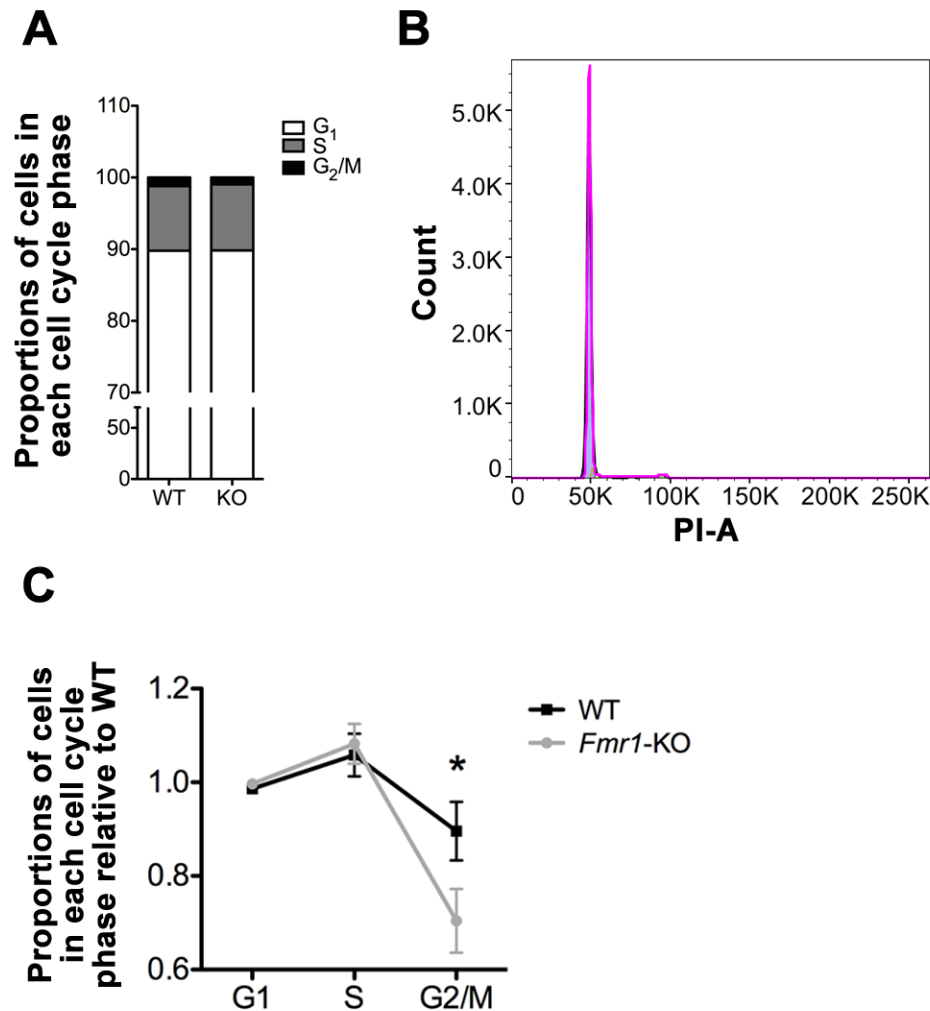 A
Proportions of cells in
each cell cycle phase
110
100
90
80
70
50
0
WT
KO
G1
S
G2/M
B
Count
5.0K
4.0K
3.0K
2.0K
1.0K
0
0
50K
100K
150K
200K
250K
PI-A
C
Proportions of cells
in each cell cycle
phase relative to WT
1.2
1.0
0.8
0.6
G1
S
G2/M
*
WT
Fmr1-KO